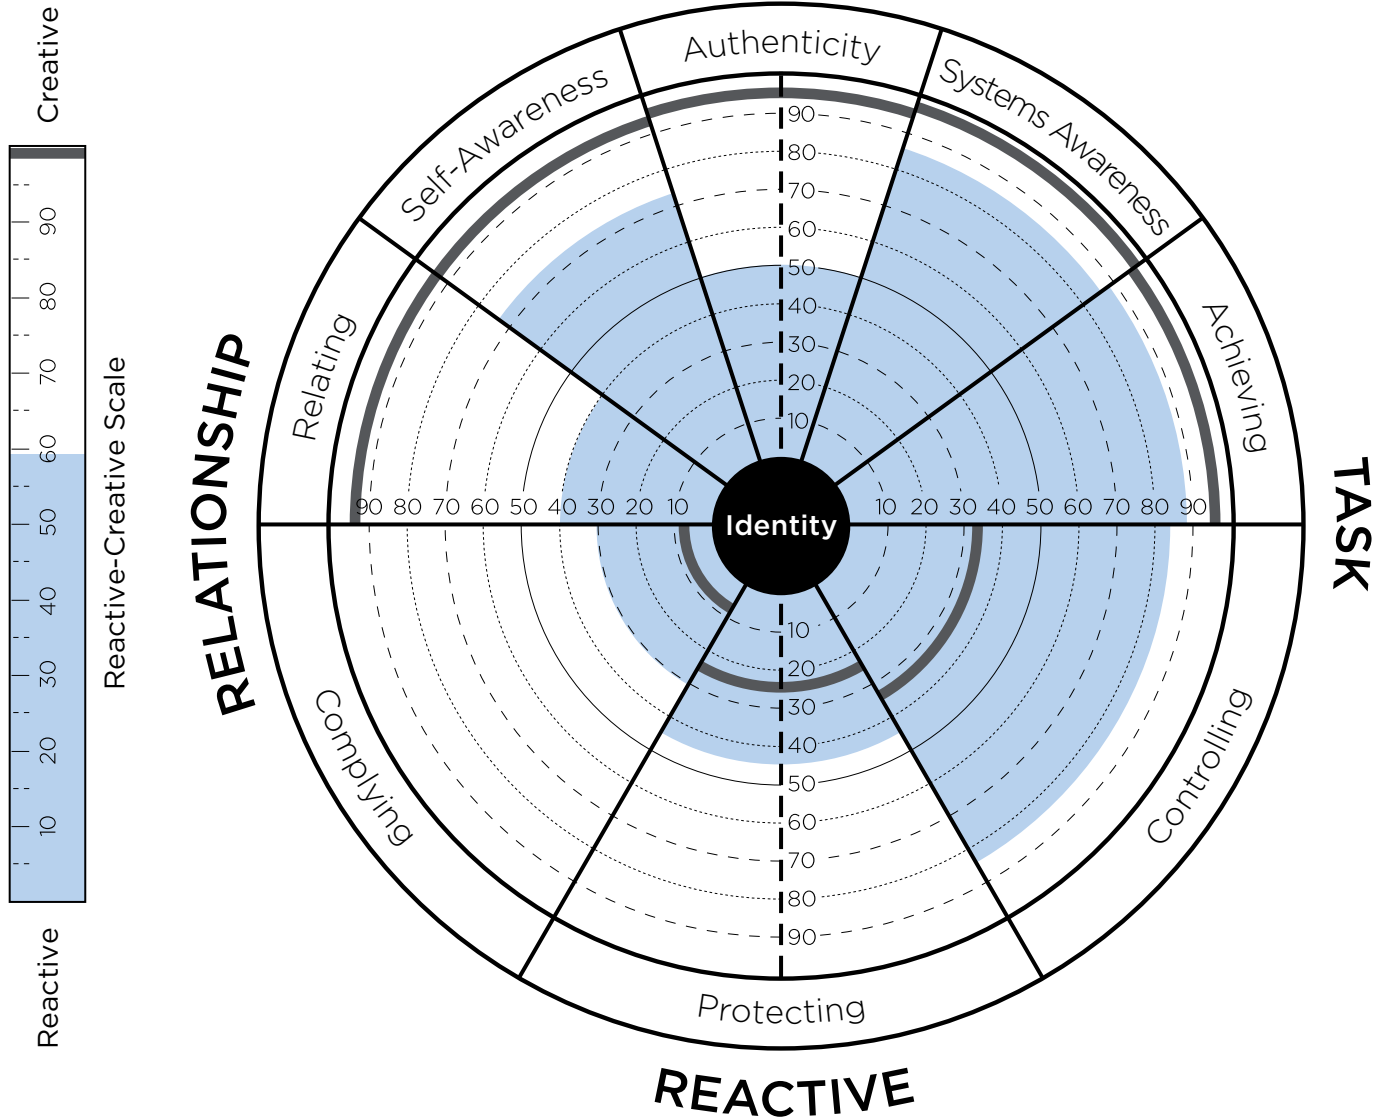 Creative
90
80
70
60
50
40
30
20
10
Reactive
Reactive-Creative Scale
Authenticity
Self-Awareness
Systems Awareness
Relating
Achieving
RELATIONSHIP
TASK
90
80
70
60
50
40
30
20
10
90 80 70 60 50 40 30 20 10
Identity
10 20 30 40 50 60 70 80 90
10
20
30
40
50
60
70
80
90
Complying
Controlling
Protecting
REACTIVE